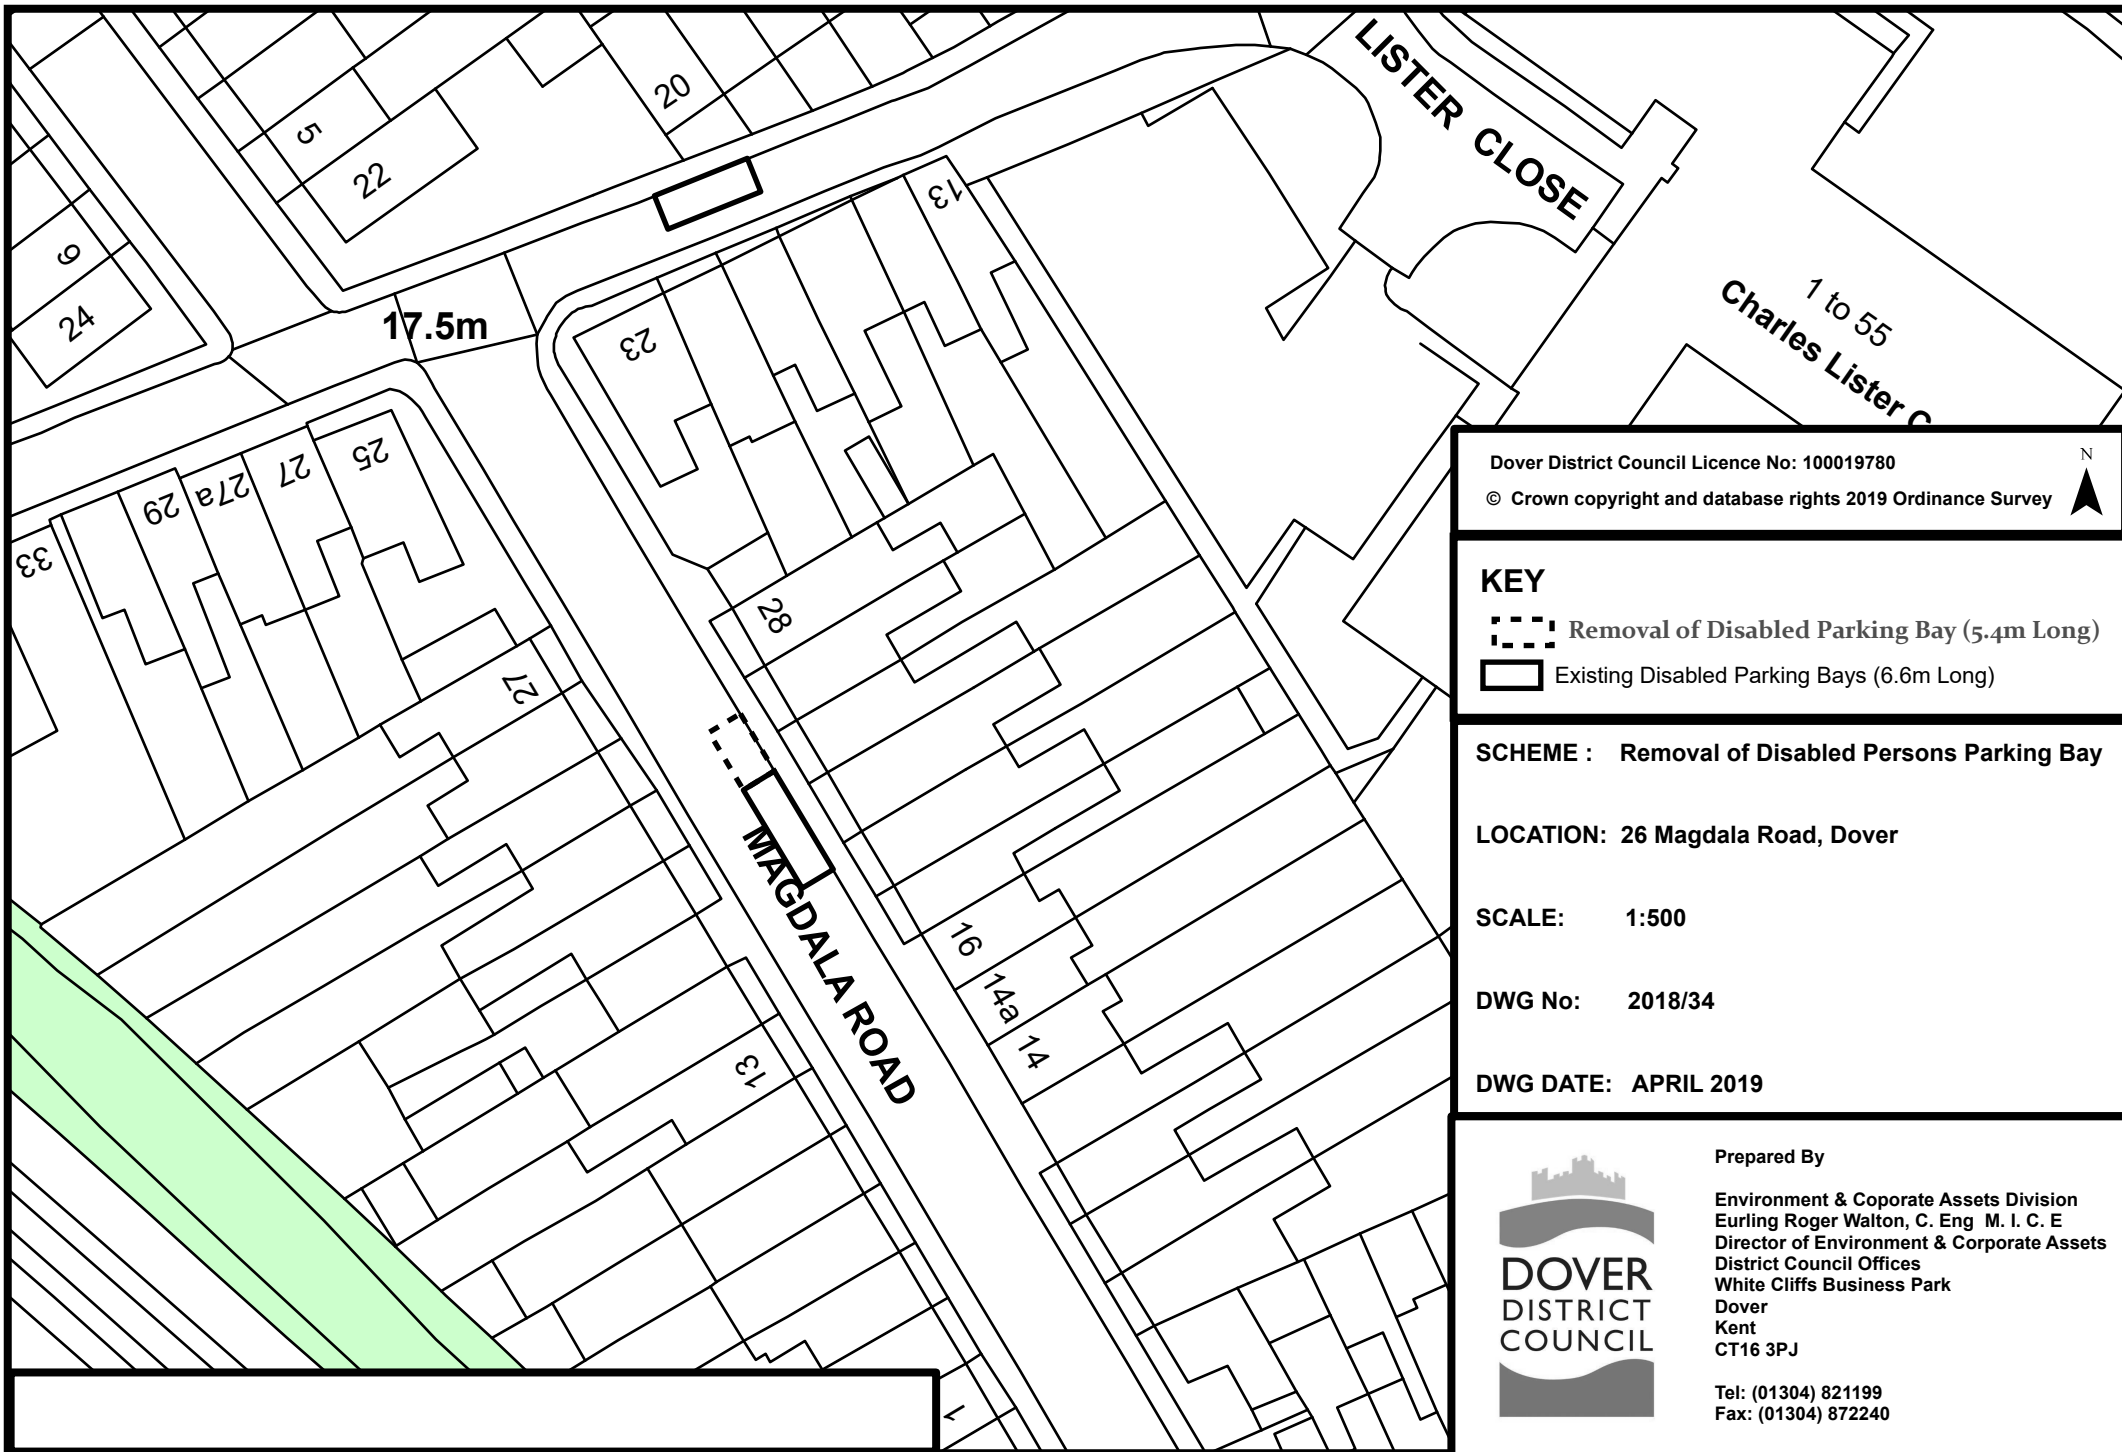 LISTER CLOSE
20
5
22
13
9
24
17.5m
23
1 to 55
Charles Lister C
25
27
27a
29
33
28
27
MAGDALA ROAD
16
14a
14
13
1
Dover District Council Licence No: 100019780
© Crown copyright and database rights 2019 Ordinance Survey
N
KEY
Removal of Disabled Parking Bay (5.4m Long)
Existing Disabled Parking Bays (6.6m Long)
SCHEME : Removal of Disabled Persons Parking Bay
LOCATION: 26 Magdala Road, Dover
SCALE: 1:500
DWG No: 2018/34
DWG DATE: APRIL 2019
DOVER
DISTRICT
COUNCIL
Prepared By
Environment & Coporate Assets Division
Eurling Roger Walton, C. Eng M. I. C. E
Director of Environment & Corporate Assets
District Council Offices
White Cliffs Business Park
Dover
Kent
CT16 3PJ
Tel: (01304) 821199
Fax: (01304) 872240